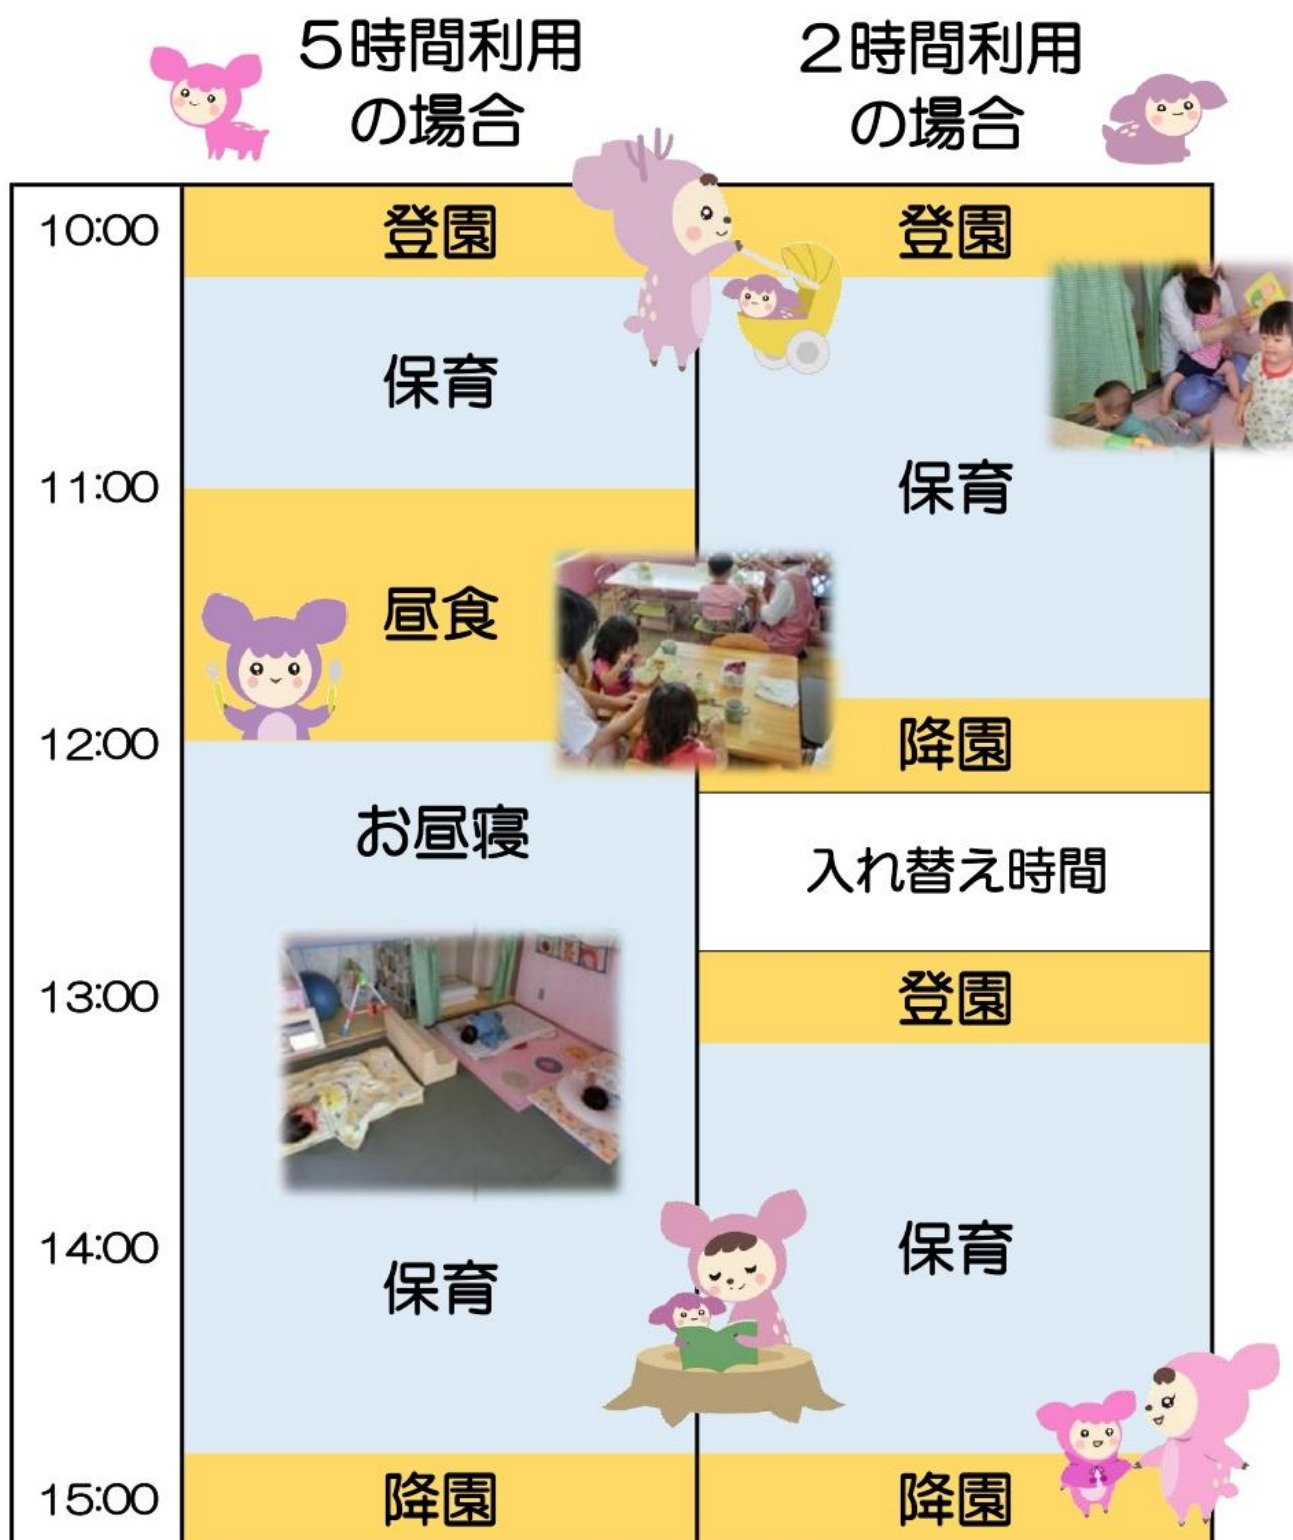 5時間利用
の場合
2時間利用
の場合
10:00
登園
登園
保育
11:00
保育
昼食
12:00
降園
お昼寝
入れ替え時間
13:00
登園
14:00
保育
保育
15:00
降園
降園